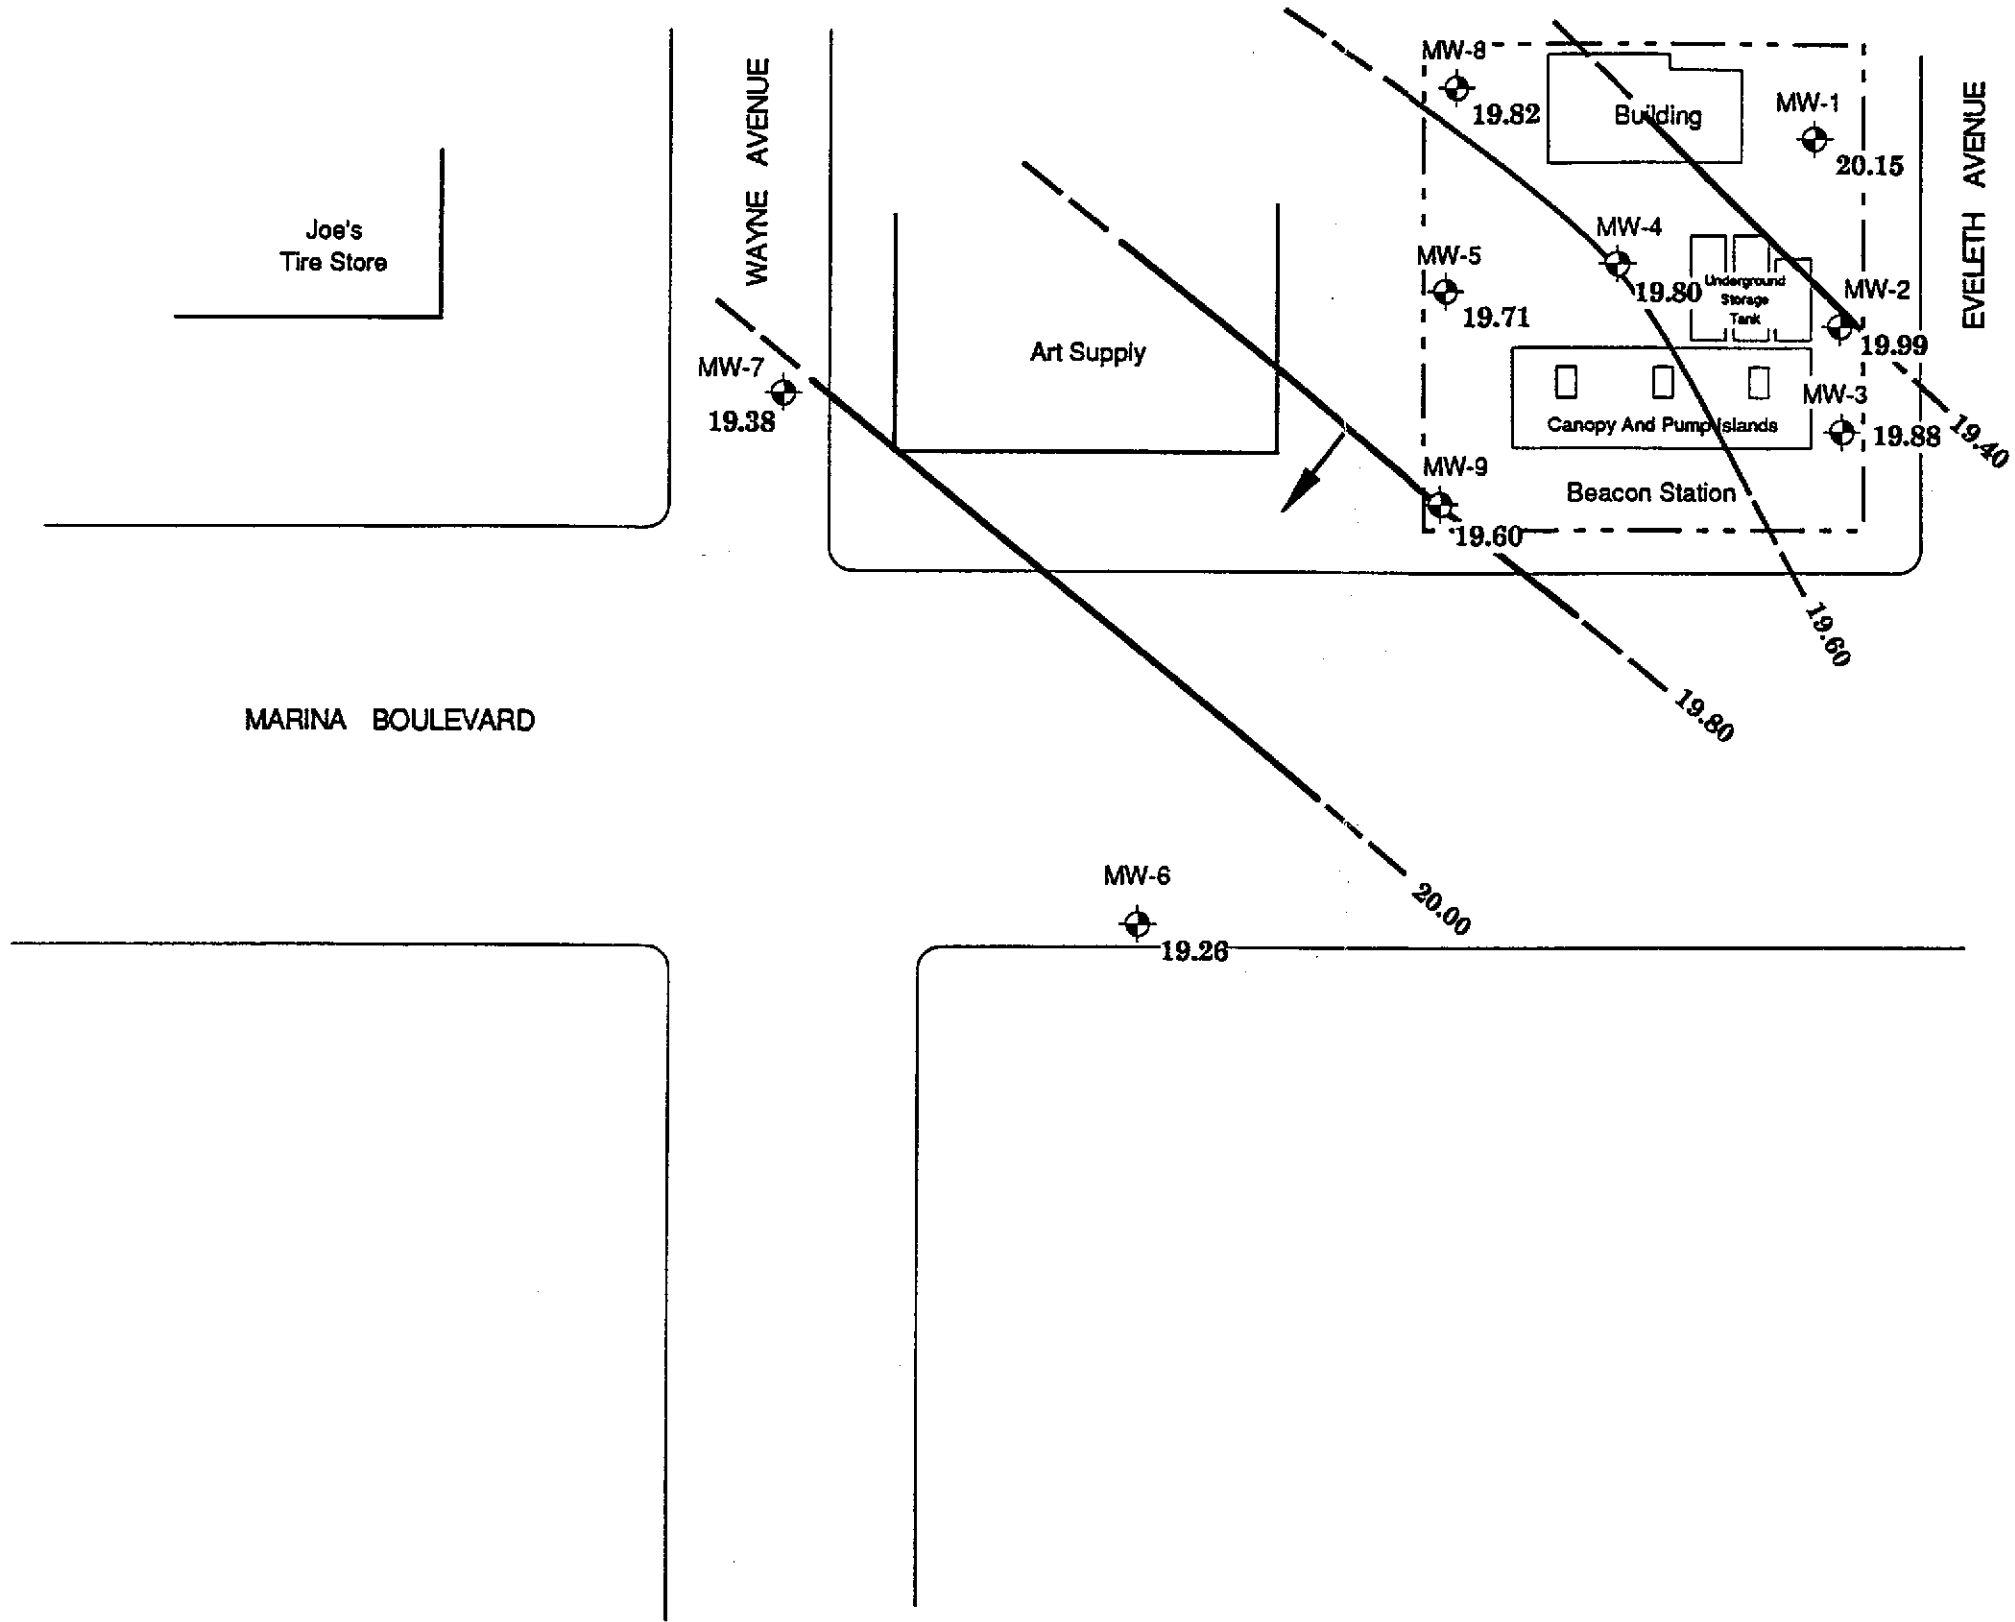 MW-8
19.82
Building
MW-1
20.15
WAYNE AVENUE
EVELETH AVENUE
Joe's
Tire Store
MW-4
19.80
MW-5
19.71
Underground
Storage
Tank
MW-2
19.99
Art Supply
MW-7
19.38
MW-3
19.88
19.40
Canopy And Pump Islands
MW-9
19.60
Beacon Station
19.60
19.80
MARINA BOULEVARD
MW-6
19.26
20.00